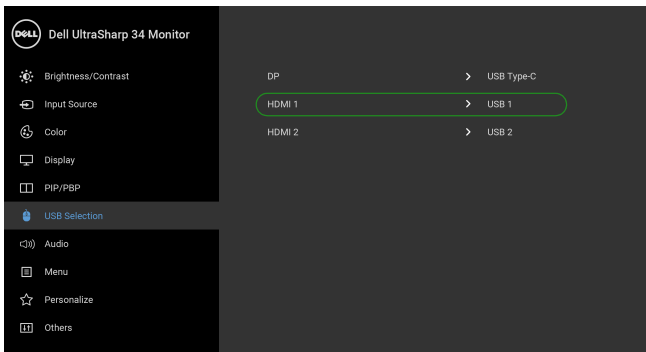 DELL Dell UltraSharp 34 Monitor
Brightness/Contrast
Input Source
Color
Display
PIP/PBP
USB Selection
Audio
Menu
Personalize
Others
DP > USB Type-C
HDMI 1 > USB 1
HDMI 2 > USB 2